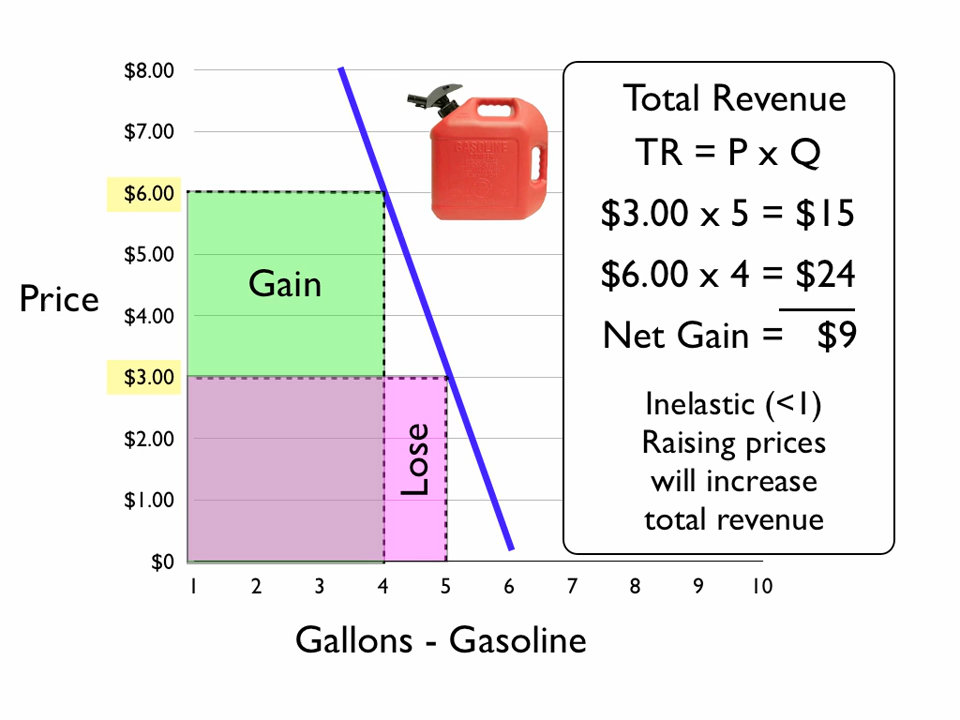 $8.00
$7.00
$6.00
$5.00
$4.00
$3.00
$2.00
$1.00
$0
Price
Gain
Lose
GASOLINE
1 2 3 4 5 6 7 8 9 10
Gallons - Gasoline
Total Revenue
TR = P x Q
$3.00 x 5 = $15
$6.00 x 4 = $24
Net Gain = $9
Inelastic (<1)
Raising prices
will increase
total revenue